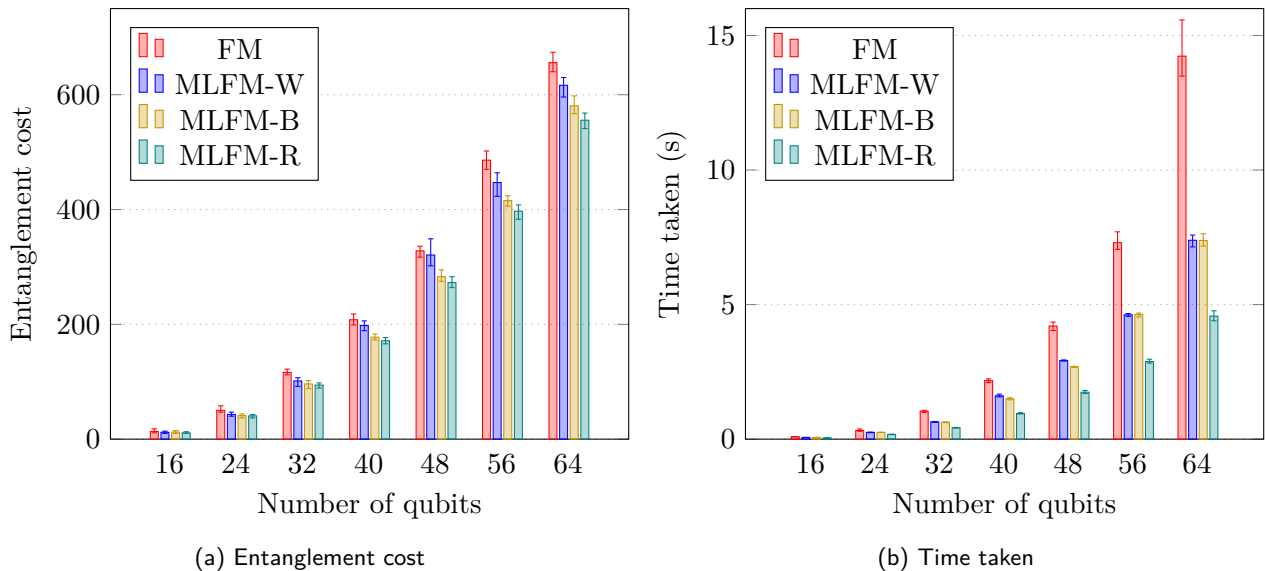 Entanglement cost
600
400
200
0
FM
MLFM-W
MLFM-B
MLFM-R
16 24 32 40 48 56 64
Number of qubits
(a) Entanglement cost
Time taken (s)
15
10
5
0
FM
MLFM-W
MLFM-B
MLFM-R
16 24 32 40 48 56 64
Number of qubits
(b) Time taken